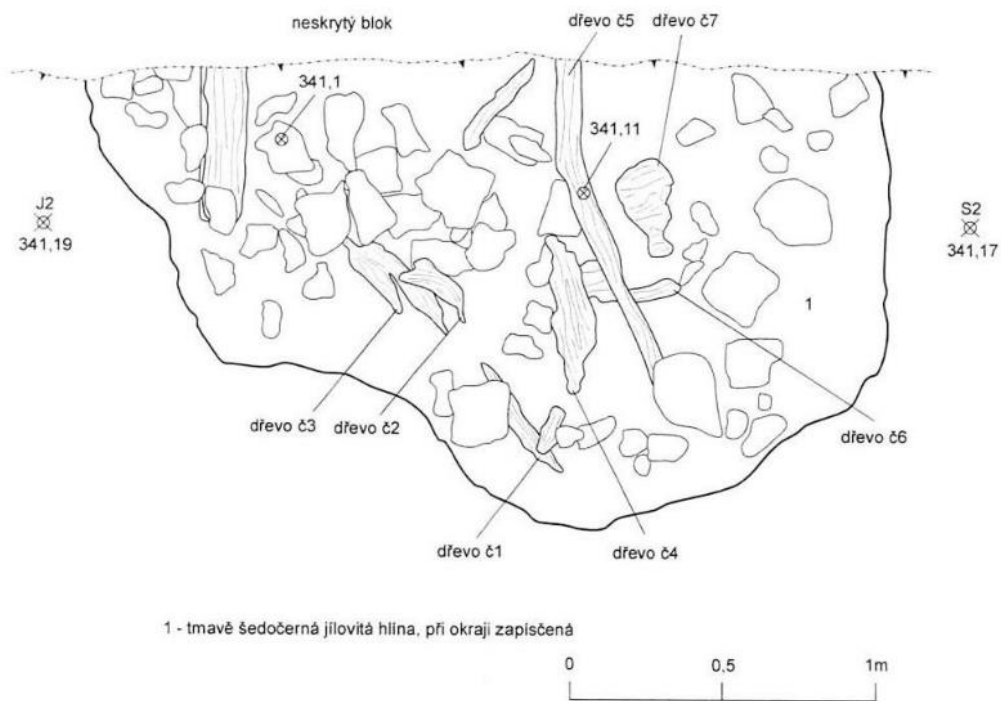 neskrytý blok
dřevo č5
dřevo č7
341,1
341,11
J2
341,19
S2
341,17
1
dřevo č3
dřevo č2
dřevo č6
dřevo č1
dřevo č4
1 - tmavě šedočerná jílovitá hlína, při okraji zapisčená
0
0,5
1m